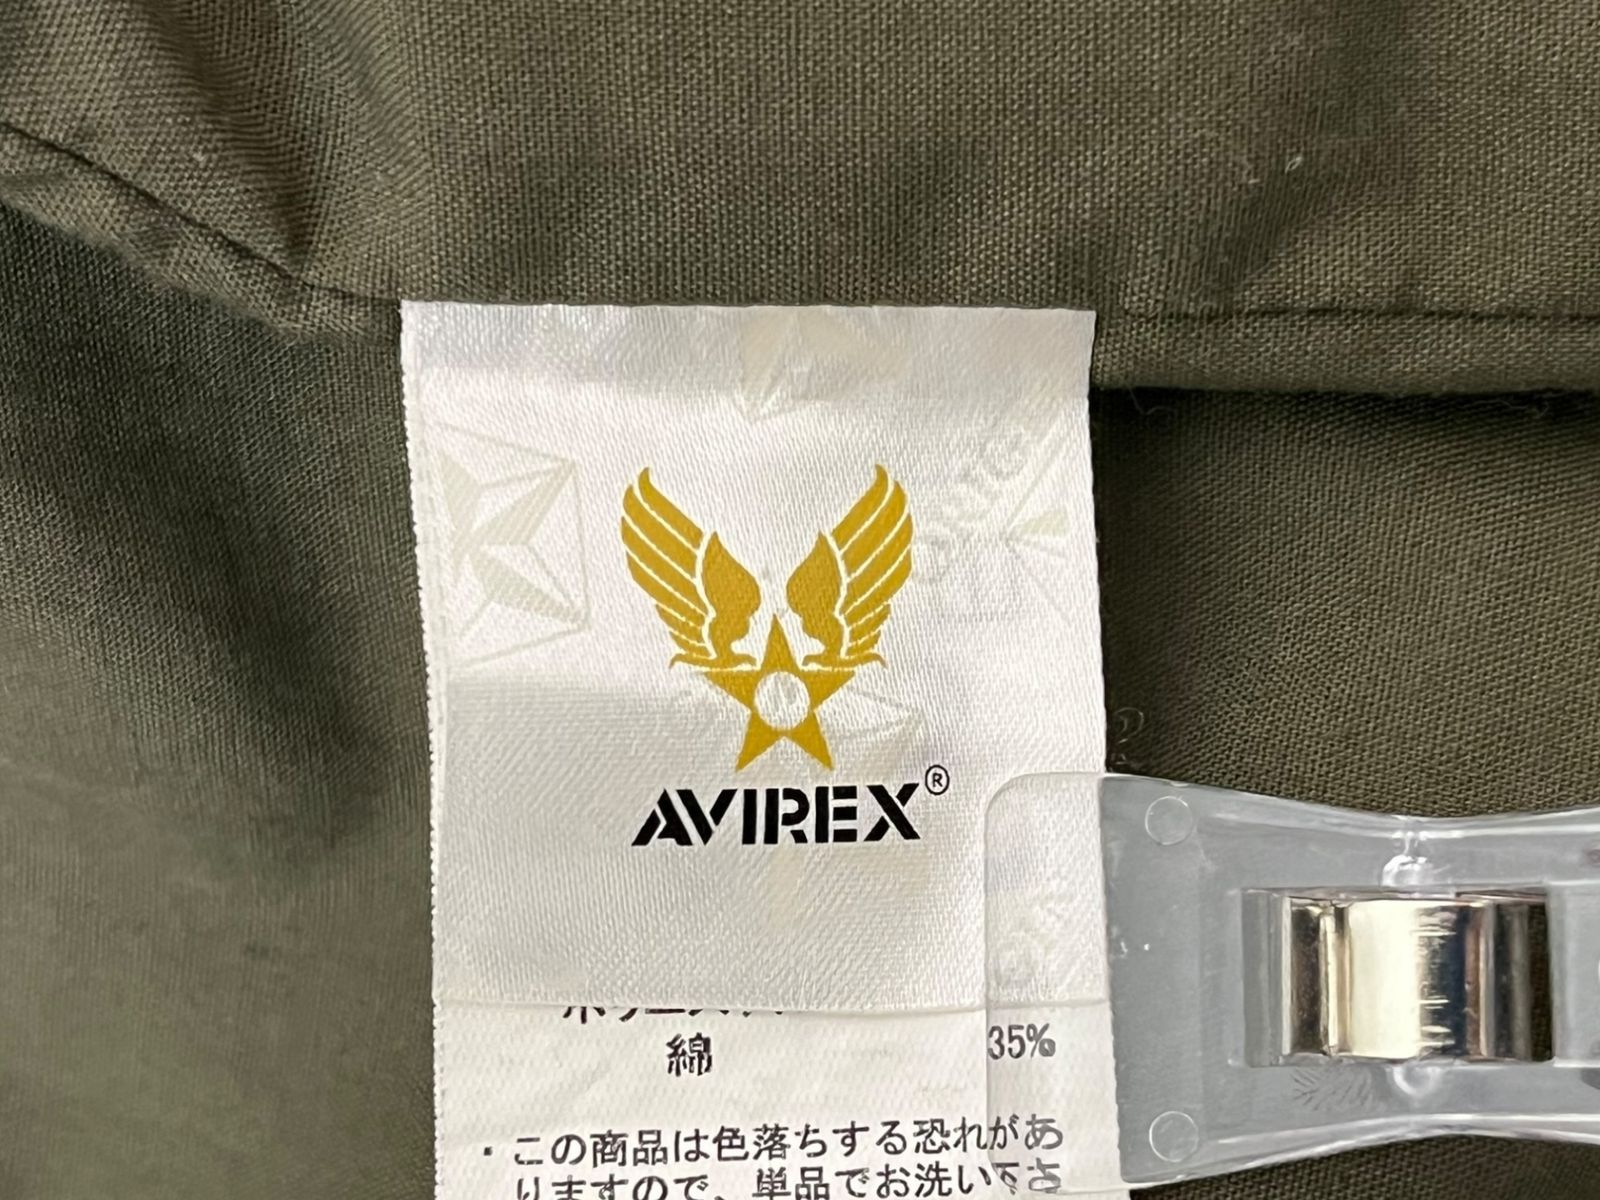 AVIREX®
綿 35%
・この商品は色落ちする恐れがあ
りますので、単品でお洗い下さ